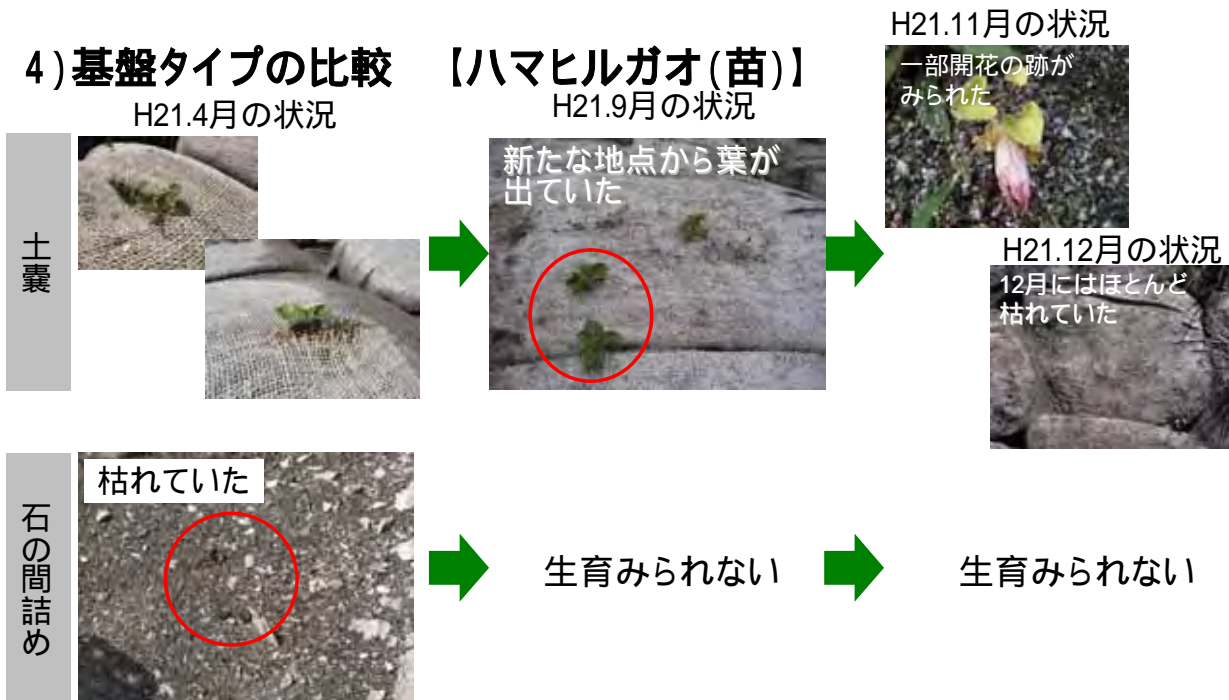 4)基盤タイプの比較 【ハマヒルガオ(苗)】
H21.4月の状況
H21.9月の状況
H21.11月の状況
土嚢
新たな地点から葉が
出ていた
一部開花の跡が
みられた
H21.12月の状況
12月にはほとんど
枯れていた
石の間詰め
枯れていた
生育みられない
生育みられない